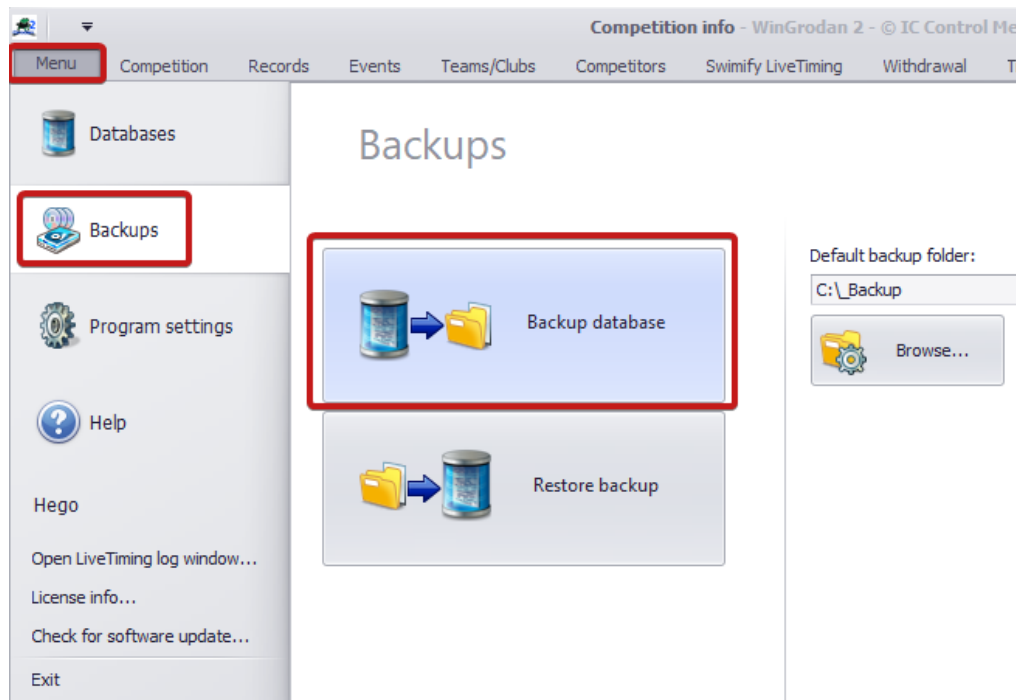 Competition info - WinGrodan 2 - © IC Control Me
Menu Competition Records Events Teams/Clubs Competitors Swimify LiveTiming Withdrawal T
Databases
Backups
Backups
Default backup folder:
C:\_Backup
Backup database
Browse...
Program settings
Help
Restore backup
Hego
Open LiveTiming log window...
License info...
Check for software update...
Exit